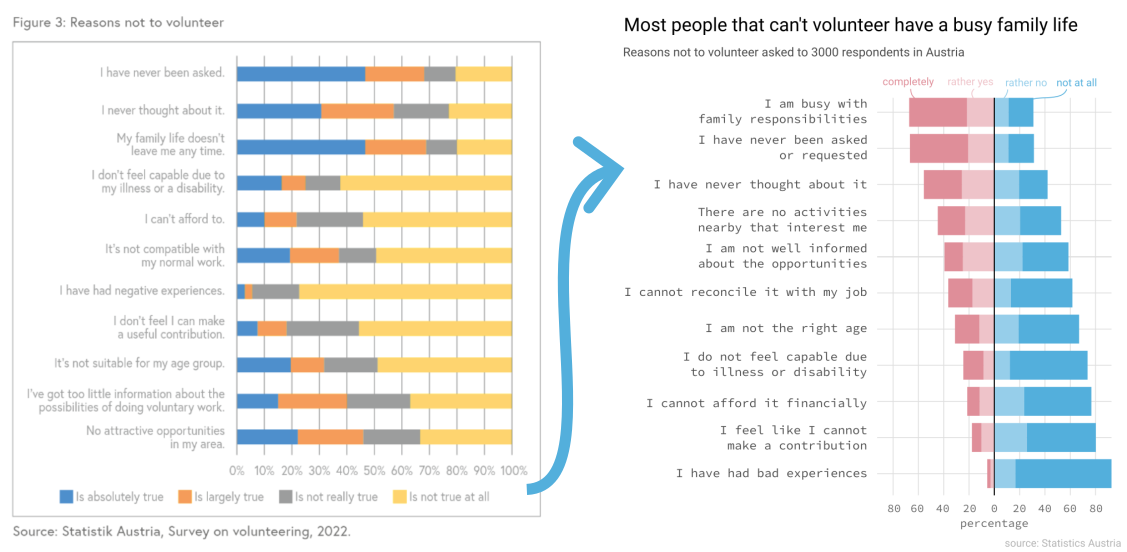 Figure 3: Reasons not to volunteer
I have never been asked.
I never thought about it.
My family life doesn't
leave me any time.
I don't feel capable due to
my illness or a disability.
I can't afford to.
It's not compatible with
my normal work.
I have had negative experiences.
I don't feel I can make
a useful contribution.
It's not suitable for my age group.
I've got too little information about the
possibilities of doing voluntary work.
No attractive opportunities
in my area.
0% 10% 20% 30% 40% 50% 60% 70% 80% 90% 100%
Is absolutely true Is largely true Is not really true Is not true at all
Source: Statistik Austria, Survey on volunteering, 2022.
Most people that can't volunteer have a busy family life
Reasons not to volunteer asked to 3000 respondents in Austria
completely rather yes rather no not at all
I am busy with
family responsibilities
I have never been asked
or requested
I have never thought about it
There are no activities
nearby that interest me
I am not well informed
about the opportunities
I cannot reconcile it with my job
I am not the right age
I do not feel capable due
to illness or disability
I cannot afford it financially
I feel like I cannot
make a contribution
I have had bad experiences
80 60 40 20 0 20 40 60 80
percentage
source: Statistics Austria